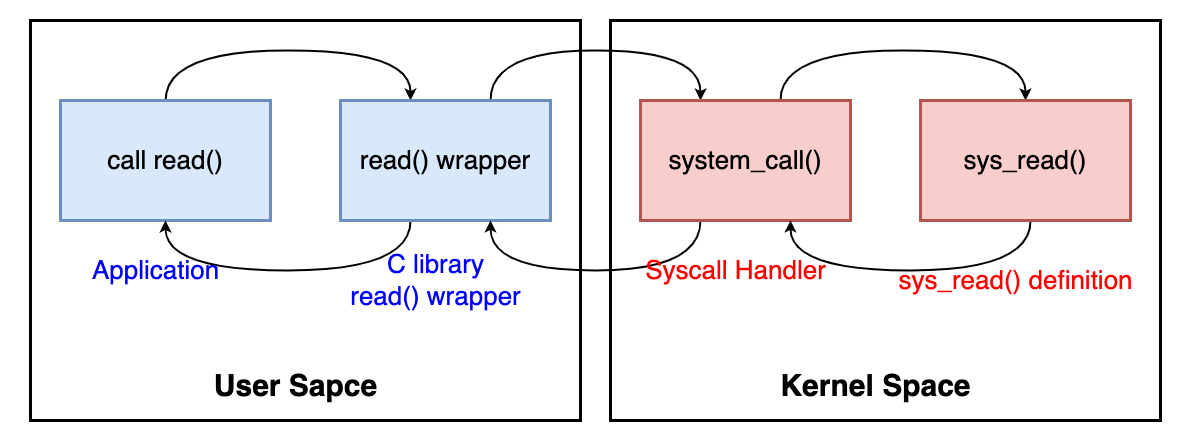 call read()
read() wrapper
system_call()
sys_read()
Application
C library
read() wrapper
Syscall Handler
sys_read() definition
User Sapce
Kernel Space